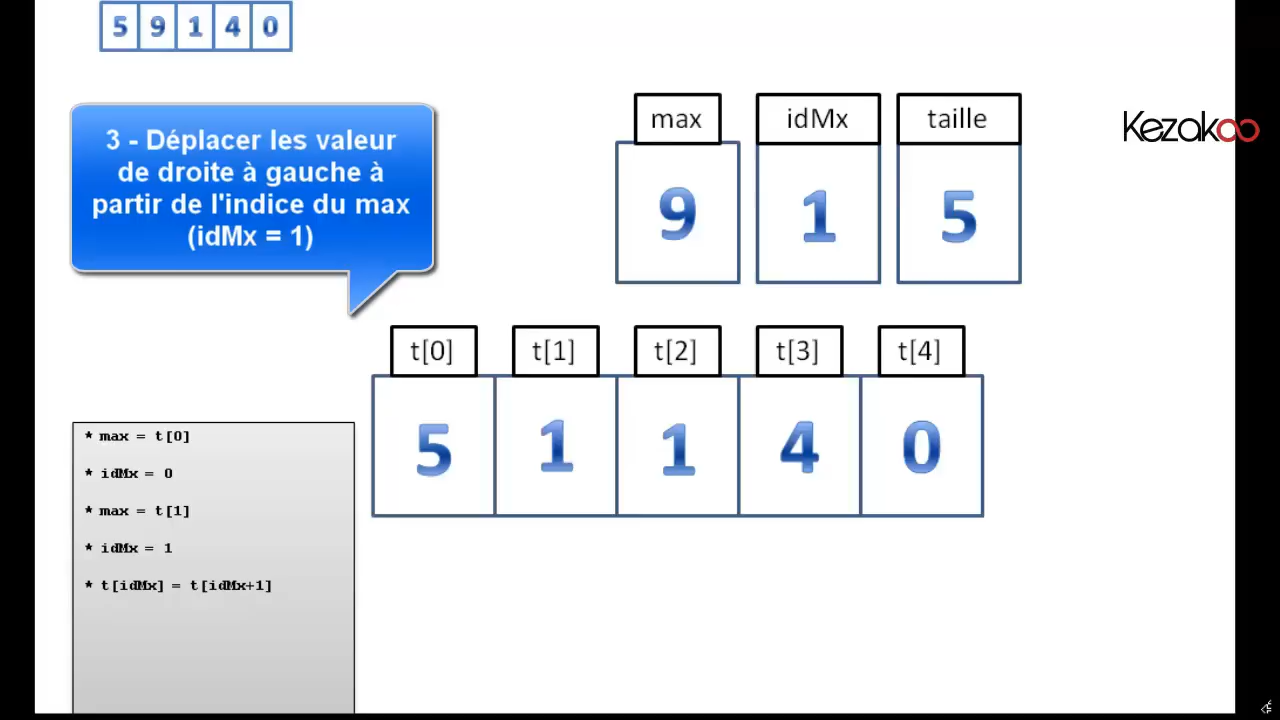 5 9 1 4 0
3 - Déplacer les valeur
de droite à gauche à
partir de l'indice du max
(idMx = 1)
max idMx taille
9 1 5
Kezakoo
t[0] t[1] t[2] t[3] t[4]
5 1 1 4 0
* max = t[0]
* idMx = 0
* max = t[1]
* idMx = 1
* t[idMx] = t[idMx+1]